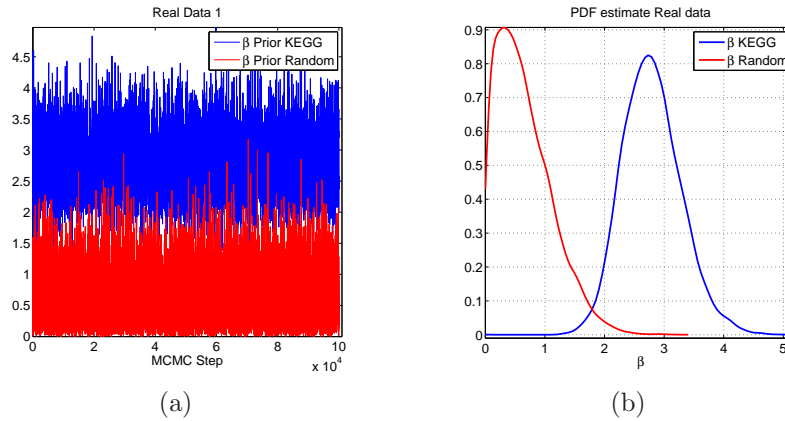 Real Data 1
β Prior KEGG
β Prior Random
5
4.5
4
3.5
3
2.5
2
1.5
1
0.5
0
0 2 4 6 8 10
MCMC Step
x 10^4
(a)
PDF estimate Real data
β KEGG
β Random
0.9
0.8
0.7
0.6
0.5
0.4
0.3
0.2
0.1
0
0 1 2 3 4 5
β
(b)